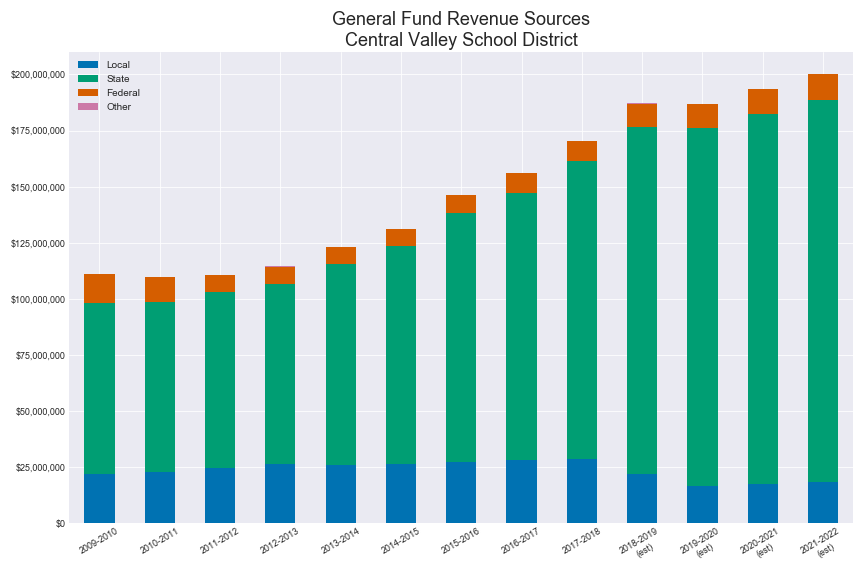 General Fund Revenue Sources
Central Valley School District
Local
State
Federal
Other
$200,000,000
$175,000,000
$150,000,000
$125,000,000
$100,000,000
$75,000,000
$50,000,000
$25,000,000
$0
2009-2010
2010-2011
2011-2012
2012-2013
2013-2014
2014-2015
2015-2016
2016-2017
2017-2018
2018-2019
(est)
2019-2020
(est)
2020-2021
(est)
2021-2022
(est)